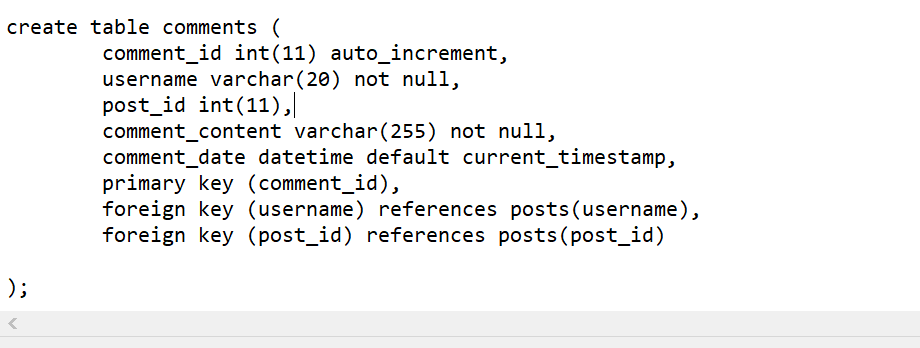 create table comments (
comment_id int(11) auto_increment,
username varchar(20) not null,
post_id int(11),
comment_content varchar(255) not null,
comment_date datetime default current_timestamp,
primary key (comment_id),
foreign key (username) references posts(username),
foreign key (post_id) references posts(post_id)
);